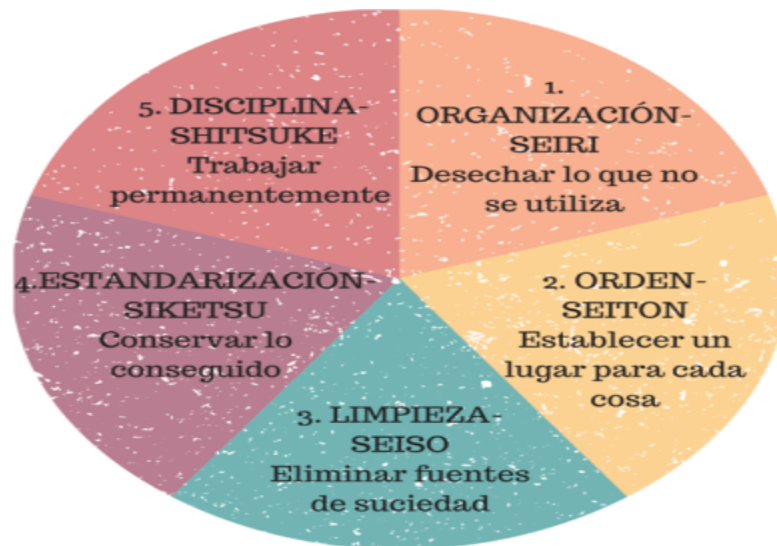 1.
ORGANIZACIÓN-
SEIRI
Desechar lo que no
se utiliza
2. ORDEN-
SEITON
Establecer un
lugar para cada
cosa
3. LIMPIEZA-
SEISO
Eliminar fuentes
de suciedad
4.ESTANDARIZACIÓN-
SIKETSU
Conservar lo
conseguido
5. DISCIPLINA-
SHITSUKE
Trabajar
permanentemente